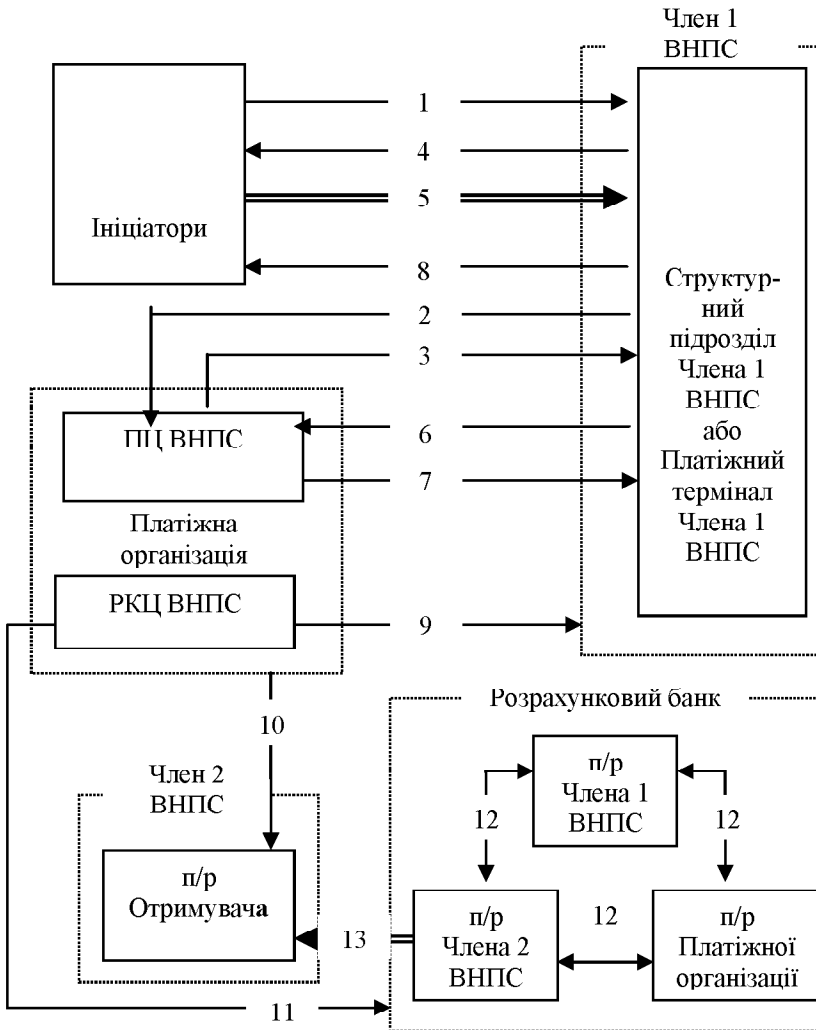 Член 1
ВНПС
1
4
5
Ініціатори
8
2
3
Структур-
ний
підрозділ
Члена 1
ВНПС
або
Платіжний
термінал
Члена 1
ВНПС
ПЦ ВНПС
6
7
Платіжна
організація
РКЦ ВНПС
9
10
Розрахунковий банк
Член 2
ВНПС
п/р
Члена 1
ВНПС
12
12
п/р
Отримувача
13
п/р
Члена 2
ВНПС
12
п/р
Платіжної
організації
11